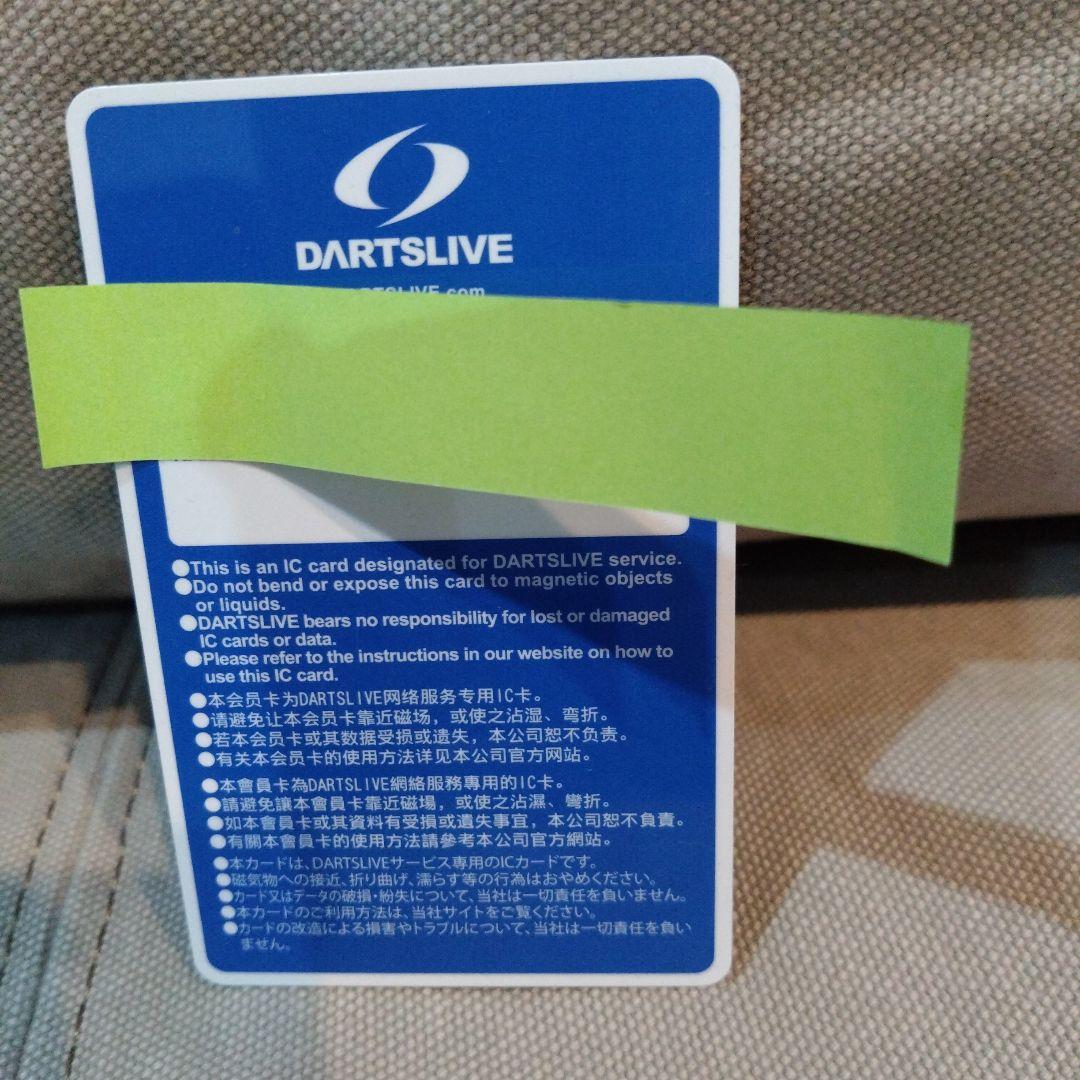 DARTSLIVE
DARTSLIVE.com
●This is an IC card designated for DARTSLIVE service.
●Do not bend or expose this card to magnetic objects
or liquids.
●DARTSLIVE bears no responsibility for lost or damaged
IC cards or data.
●Please refer to the instructions in our website on how to
use this IC card.
●本会员卡为DARTSLIVE网络服务专用IC卡。
●请避免让本会员卡靠近磁场，或使之沾湿、弯折。
●若本会员卡或其数据受损或遗失，本公司恕不负责。
●有关本会员卡的使用方法详见本公司官方网站。
●本會員卡為DARTSLIVE網絡服務專用的IC卡。
●請避免讓本會員卡靠近磁場，或使之沾濕、彎折。
●如本會員卡或其資料有受損或遺失事宜，本公司恕不負責。
●有關本會員卡的使用方法請參考本公司官方網站。
●本カードは、DARTSLIVEサービス専用のICカードです。
●磁気物への接近、折り曲げ、濡らす等の行為はおやめください。
●カード又はデータの破損・紛失について、当社は一切責任を負いません。
●本カードのご利用方法は、当社サイトをご覧ください。
●カードの改造による損害やトラブルについて、当社は一切責任を負い
ません。